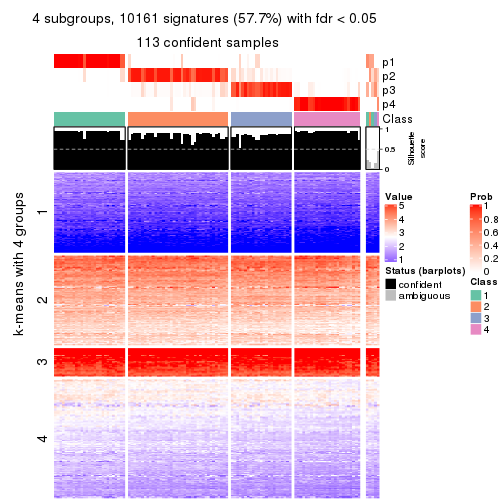 4 subgroups, 10161 signatures (57.7%) with fdr < 0.05
113 confident samples
p1
p2
p3
p4
Class
1
0.5
0
Silhouette
score
k-means with 4 groups
1
2
3
4
Value
5
4
3
2
1
Status (barplots)
confident
ambiguous
Prob
1
0.8
0.6
0.4
0.2
0
Class
1
2
3
4